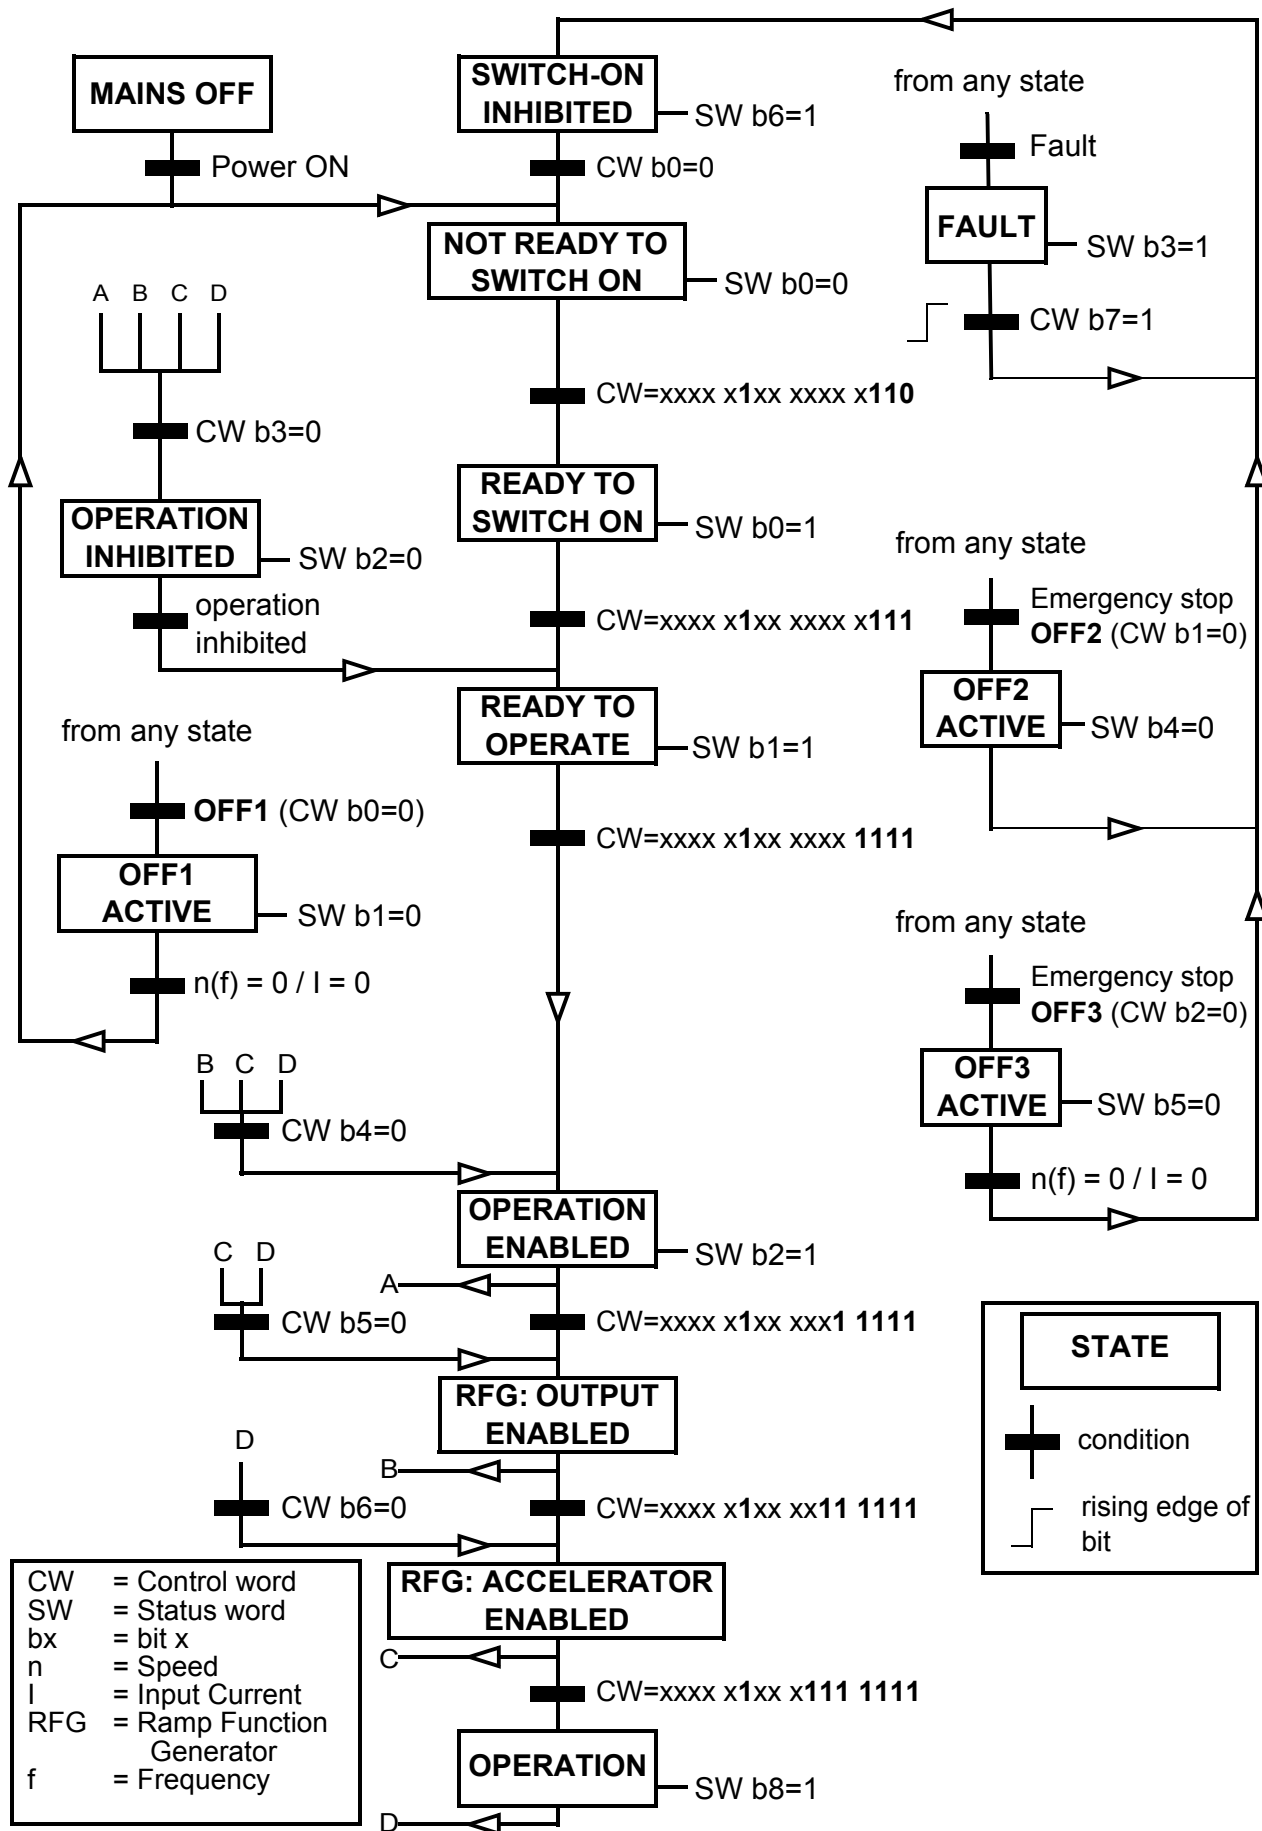 MAINS OFF
Power ON
SWITCH-ON
INHIBITED
SW b6=1
CW b0=0
from any state
Fault
FAULT
SW b3=1
CW b7=1
NOT READY TO
SWITCH ON
SW b0=0
A B C D
CW b3=0
OPERATION
INHIBITED
SW b2=0
operation
inhibited
CW=xxxx x1xx xxxx x110
READY TO
SWITCH ON
SW b0=1
CW=xxxx x1xx xxxx x111
READY TO
OPERATE
SW b1=1
CW=xxxx x1xx xxxx 1111
from any state
Emergency stop
OFF2 (CW b1=0)
OFF2
ACTIVE
SW b4=0
from any state
OFF1 (CW b0=0)
OFF1
ACTIVE
SW b1=0
n(f) = 0 / I = 0
from any state
Emergency stop
OFF3 (CW b2=0)
OFF3
ACTIVE
SW b5=0
n(f) = 0 / I = 0
B C D
CW b4=0
OPERATION
ENABLED
SW b2=1
A
C D
CW b5=0
CW=xxxx x1xx xxx1 1111
RFG: OUTPUT
ENABLED
B
D
CW b6=0
CW=xxxx x1xx xx11 1111
RFG: ACCELERATOR
ENABLED
C
CW=xxxx x1xx x111 1111
OPERATION
SW b8=1
D
STATE
condition
rising edge of
bit
CW = Control word
SW = Status word
bx = bit x
n = Speed
I = Input Current
RFG = Ramp Function
Generator
f = Frequency